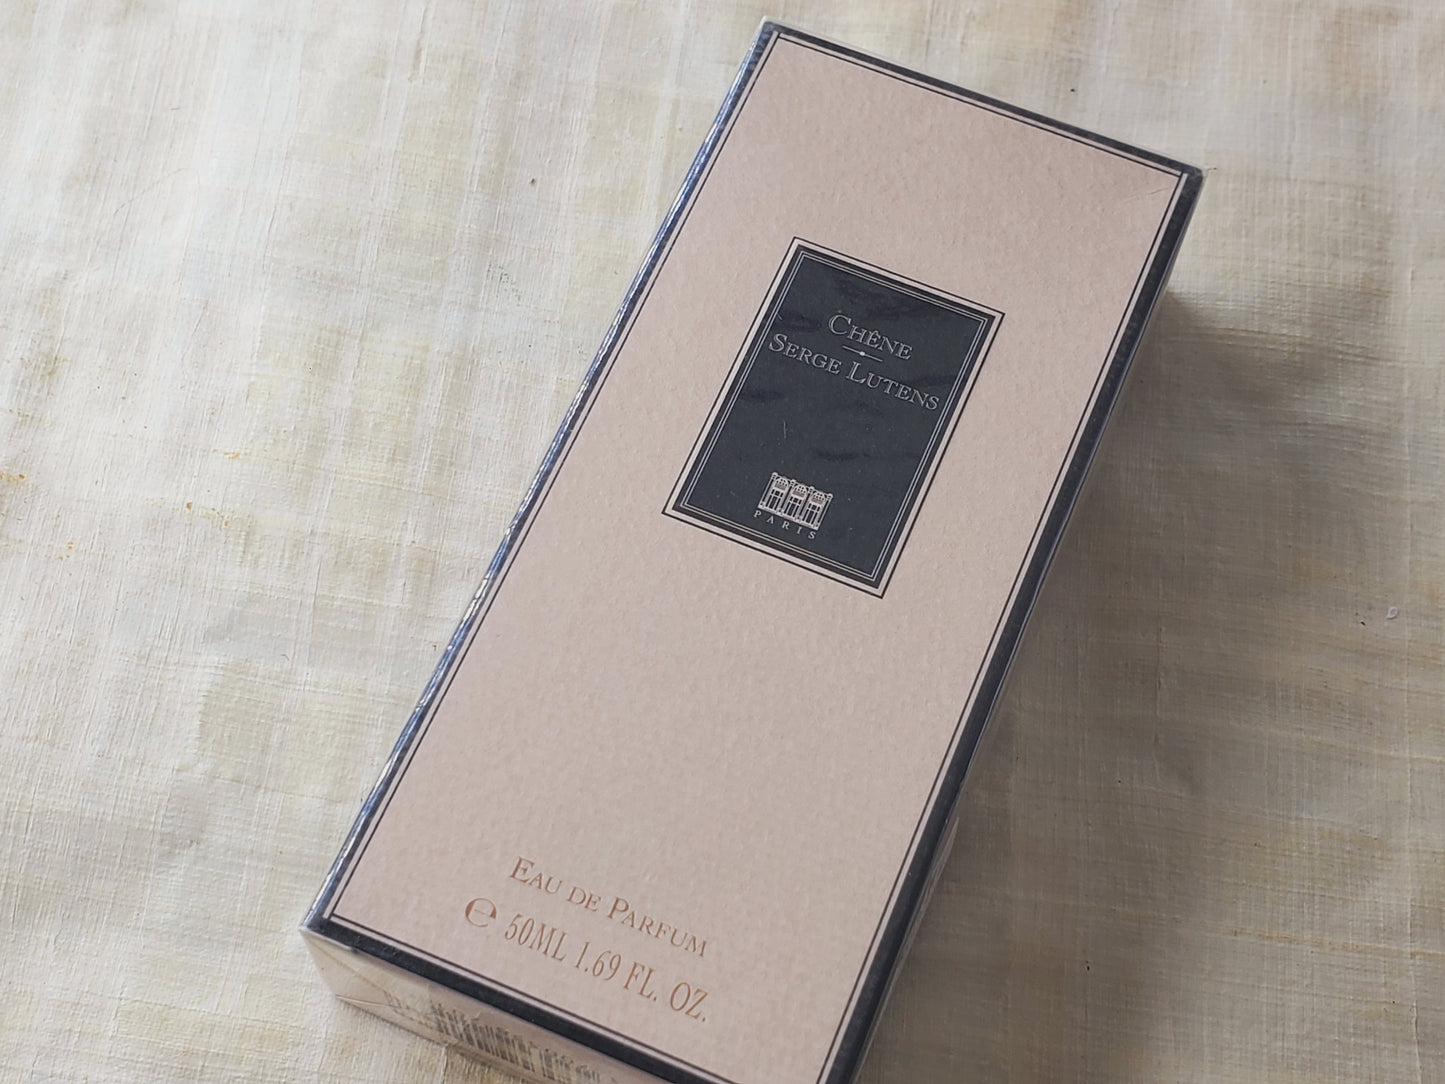 CHÊNE
SERGE LUTENS
PARIS
EAU DE PARFUM
℮ 50ML 1.69 FL. OZ.